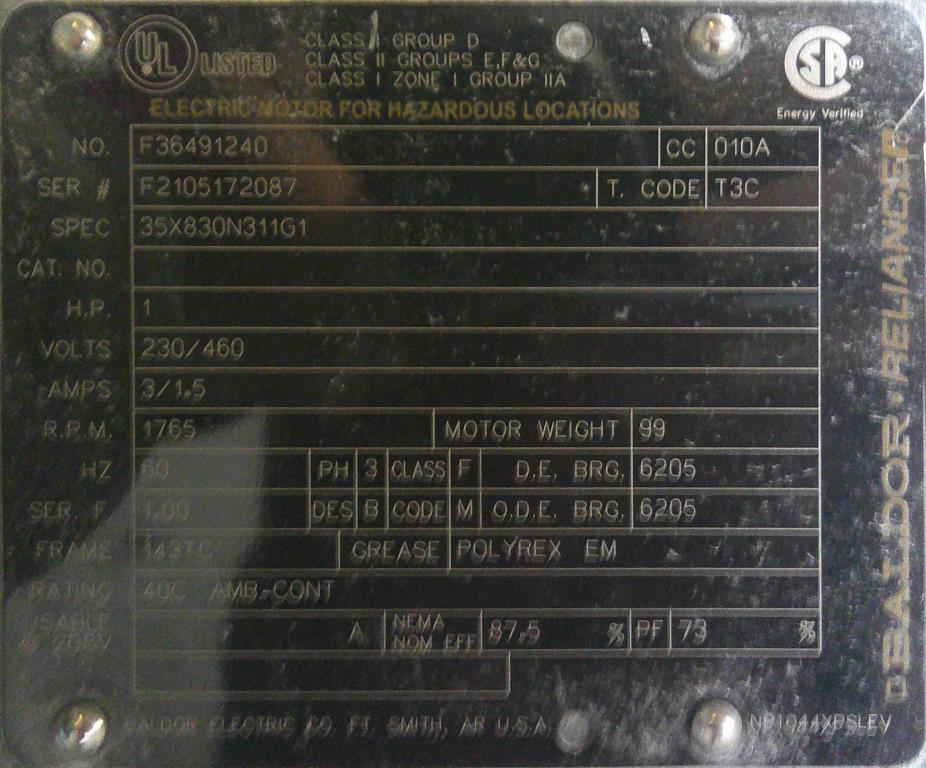 UL LISTED
CLASS I GROUP D
CLASS II GROUPS E,F&G
CLASS I ZONE I GROUP IIA
SA®
Energy Verified
ELECTRIC MOTOR FOR HAZARDOUS LOCATIONS
NO. F36491240 CC 010A
SER # F2105172087 T. CODE T3C
SPEC 35X830N311G1
CAT. NO.
H.P. 1
VOLTS 230/460
AMPS 3/1.5
R.P.M. 1765 MOTOR WEIGHT 99
HZ 60 PH 3 CLASS F D.E. BRG. 6205
SER. F. 1.00 DES B CODE M O.D.E. BRG. 6205
FRAME 143TC GREASE POLYREX EM
RATING 40C AMB-CONT
USABLE @ 208V A NEMA NOM EFF 87.5 % PF 73 %
BALDOR ELECTRIC CO. FT. SMITH, AR U.S.A.
BALDOR • RELIANCER